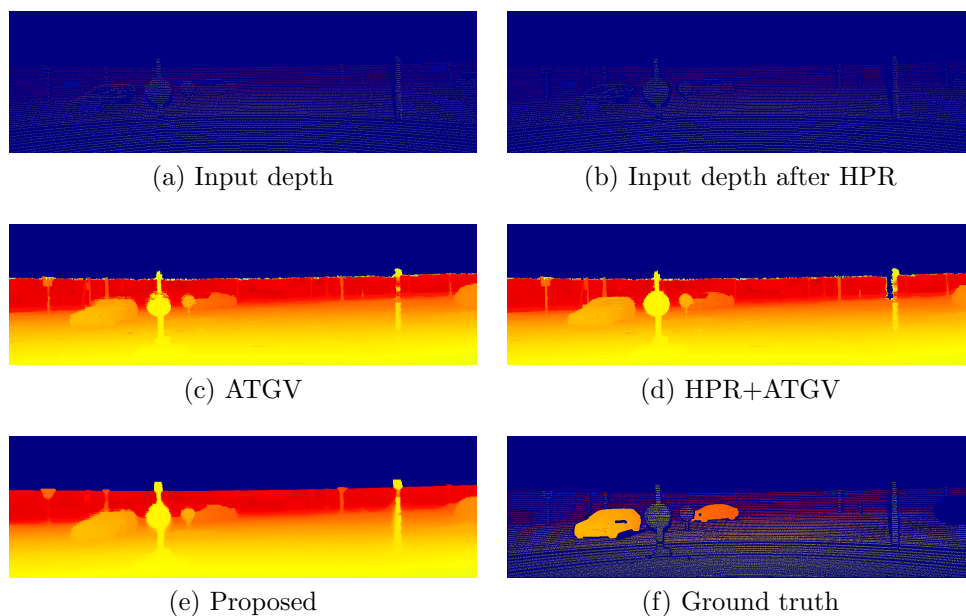 (a) Input depth
(b) Input depth after HPR
(c) ATGV
(d) HPR+ATGV
(e) Proposed
(f) Ground truth